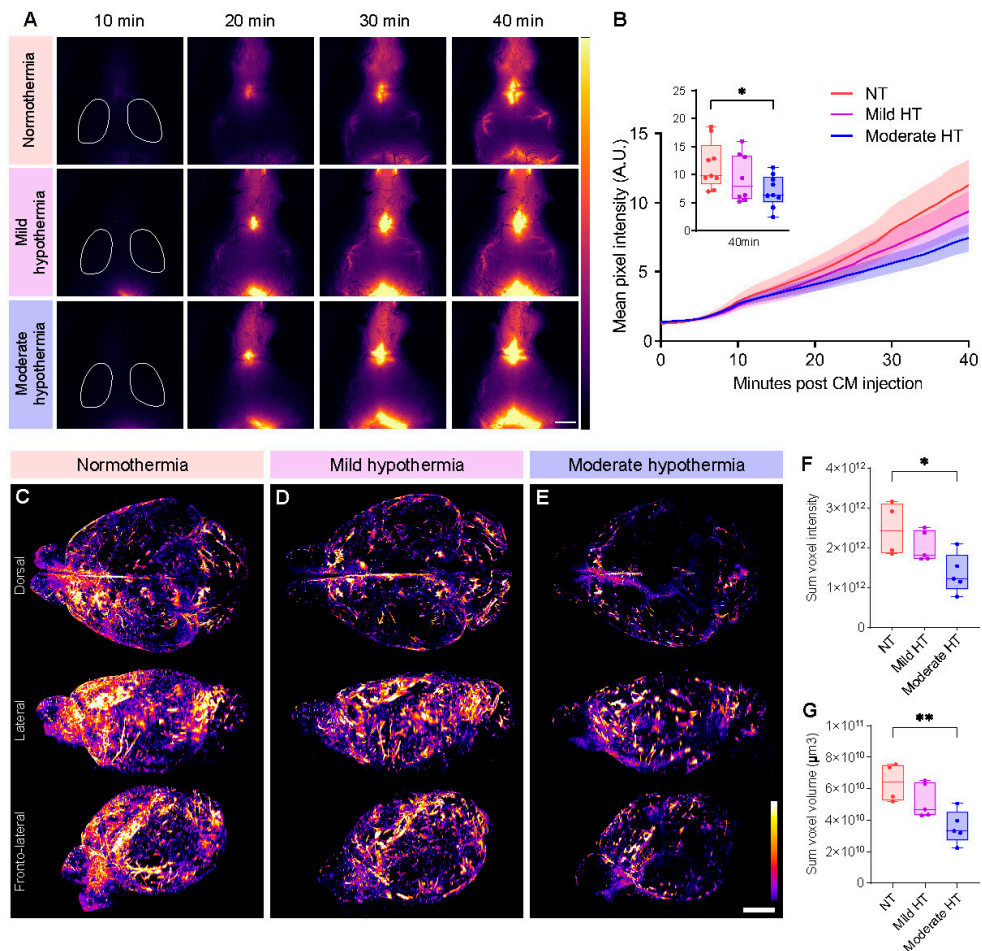 A
10 min
20 min
30 min
40 min
Normothermia
Mild
hypothermia
Moderate
hypothermia
B
NT
Mild HT
Moderate HT
*
25
20
15
10
5
0
40min
Mean pixel intensity (A.U.)
15
10
5
0
0
10
20
30
40
Minutes post CM injection
Normothermia
Mild hypothermia
Moderate hypothermia
C
D
E
Dorsal
Lateral
Fronto-lateral
F
*
Sum voxel intensity
4×10¹²
3×10¹²
2×10¹²
1×10¹²
0
NT
Mild HT
Moderate HT
G
**
Sum voxel volume (µm3)
1×10¹¹
8×10¹⁰
6×10¹⁰
4×10¹⁰
2×10¹⁰
0
NT
Mild HT
Moderate HT